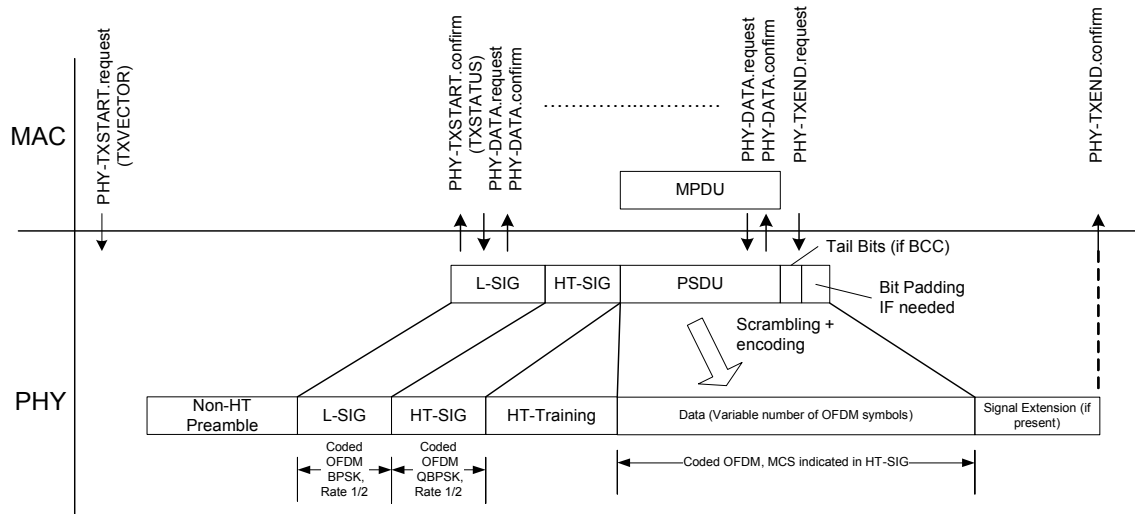 MAC
PHY-TXSTART.request
(TXVECTOR)
PHY-TXSTART.confirm
(TXSTATUS)
PHY-DATA.request
PHY-DATA.confirm
PHY-DATA.request
PHY-DATA.confirm
PHY-TXEND.request
PHY-TXEND.confirm
MPDU
Tail Bits (if BCC)
L-SIG
HT-SIG
PSDU
Bit Padding
IF needed
Scrambling +
encoding
PHY
Non-HT
Preamble
L-SIG
HT-SIG
HT-Training
Data (Variable number of OFDM symbols)
Signal Extension (if
present)
Coded
OFDM
BPSK,
Rate 1/2
Coded
OFDM
QBPSK,
Rate 1/2
Coded OFDM, MCS indicated in HT-SIG